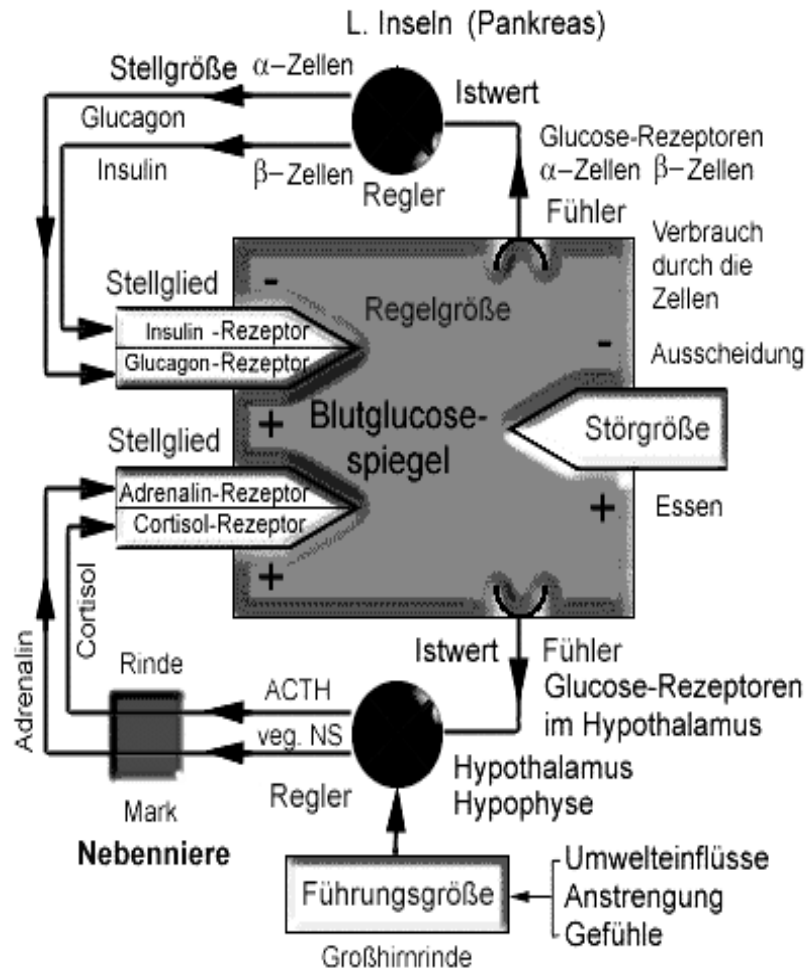 L. Inseln (Pankreas)
Stellgröße α-Zellen
Glucagon
Insulin
β-Zellen
Regler
Istwert
Glucose-Rezeptoren
α-Zellen β-Zellen
Fühler
Verbrauch
durch die
Zellen
Stellglied
-
Regelgröße
Insulin -Rezeptor
Glucagon-Rezeptor
-
Ausscheidung
+
Blutglucose-
spiegel
Störgröße
Stellglied
Adrenalin-Rezeptor
Cortisol-Rezeptor
+
Essen
+
Adrenalin
Cortisol
Rinde
ACTH
veg. NS
Mark
Nebenniere
Regler
Istwert
Fühler
Glucose-Rezeptoren
im Hypothalamus
Hypothalamus
Hypophyse
Führungsgröße
Großhirnrinde
Umwelteinflüsse
Anstrengung
Gefühle